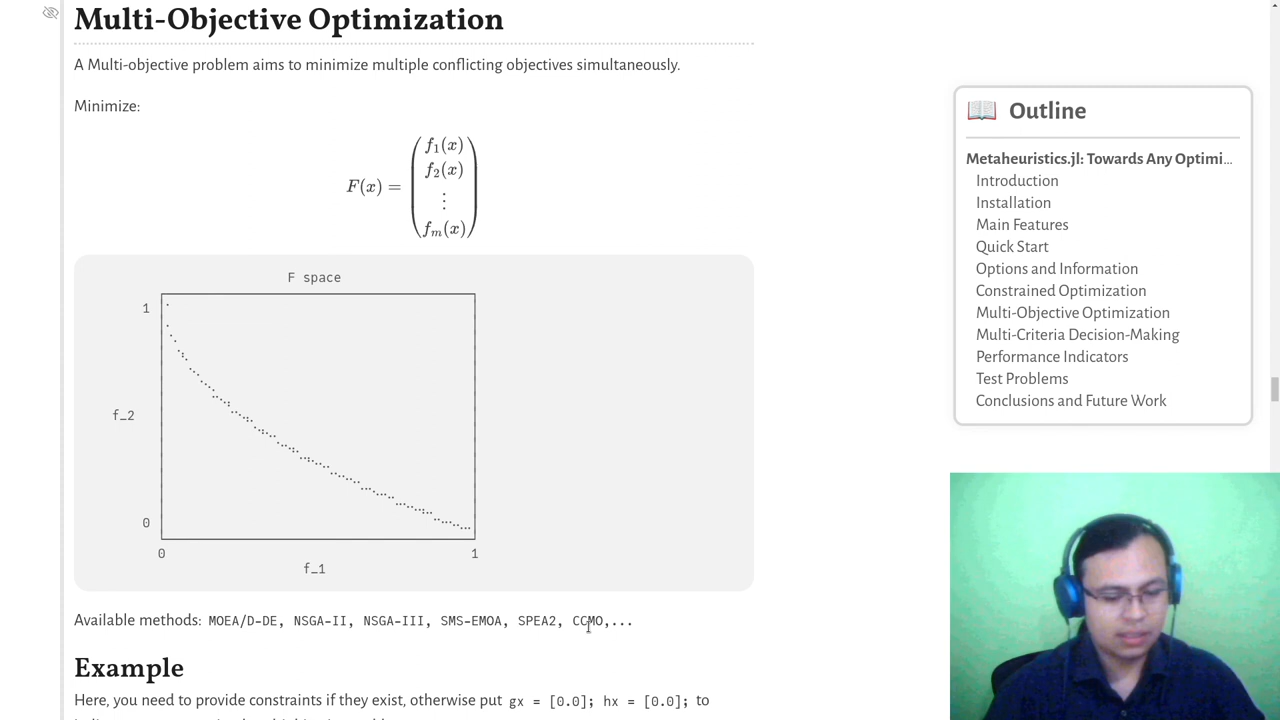 Multi-Objective Optimization
A Multi-objective problem aims to minimize multiple conflicting objectives simultaneously.
Minimize:
F(x) = 
f₁(x)
f₂(x)
⋮
fₘ(x)
F space
1
f_2
0
0
1
f_1
Available methods: MOEA/D-DE, NSGA-II, NSGA-III, SMS-EMOA, SPEA2, CCMO,...
Example
Here, you need to provide constraints if they exist, otherwise put gx = [0.0]; hx = [0.0]; to
📖 Outline
Metaheuristics.jl: Towards Any Optimi...
Introduction
Installation
Main Features
Quick Start
Options and Information
Constrained Optimization
Multi-Objective Optimization
Multi-Criteria Decision-Making
Performance Indicators
Test Problems
Conclusions and Future Work